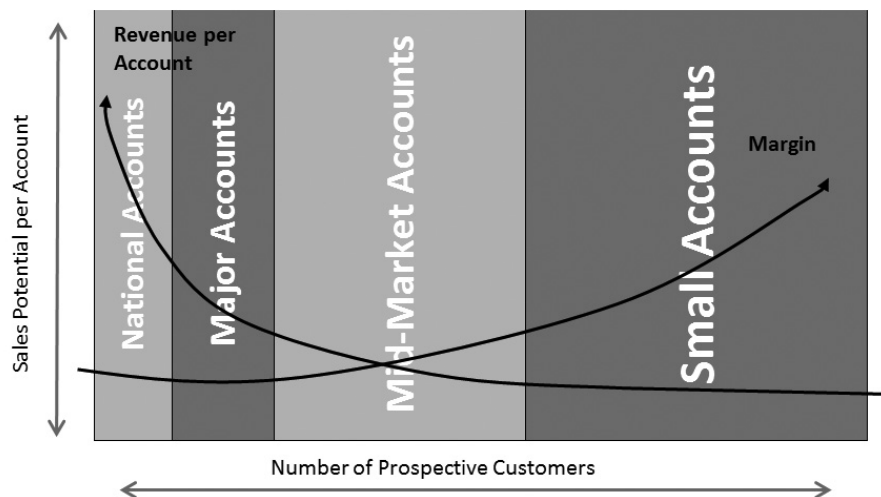 Revenue per
Account
National Accounts
Major Accounts
Mid-Market Accounts
Small Accounts
Margin
Sales Potential per Account
Number of Prospective Customers